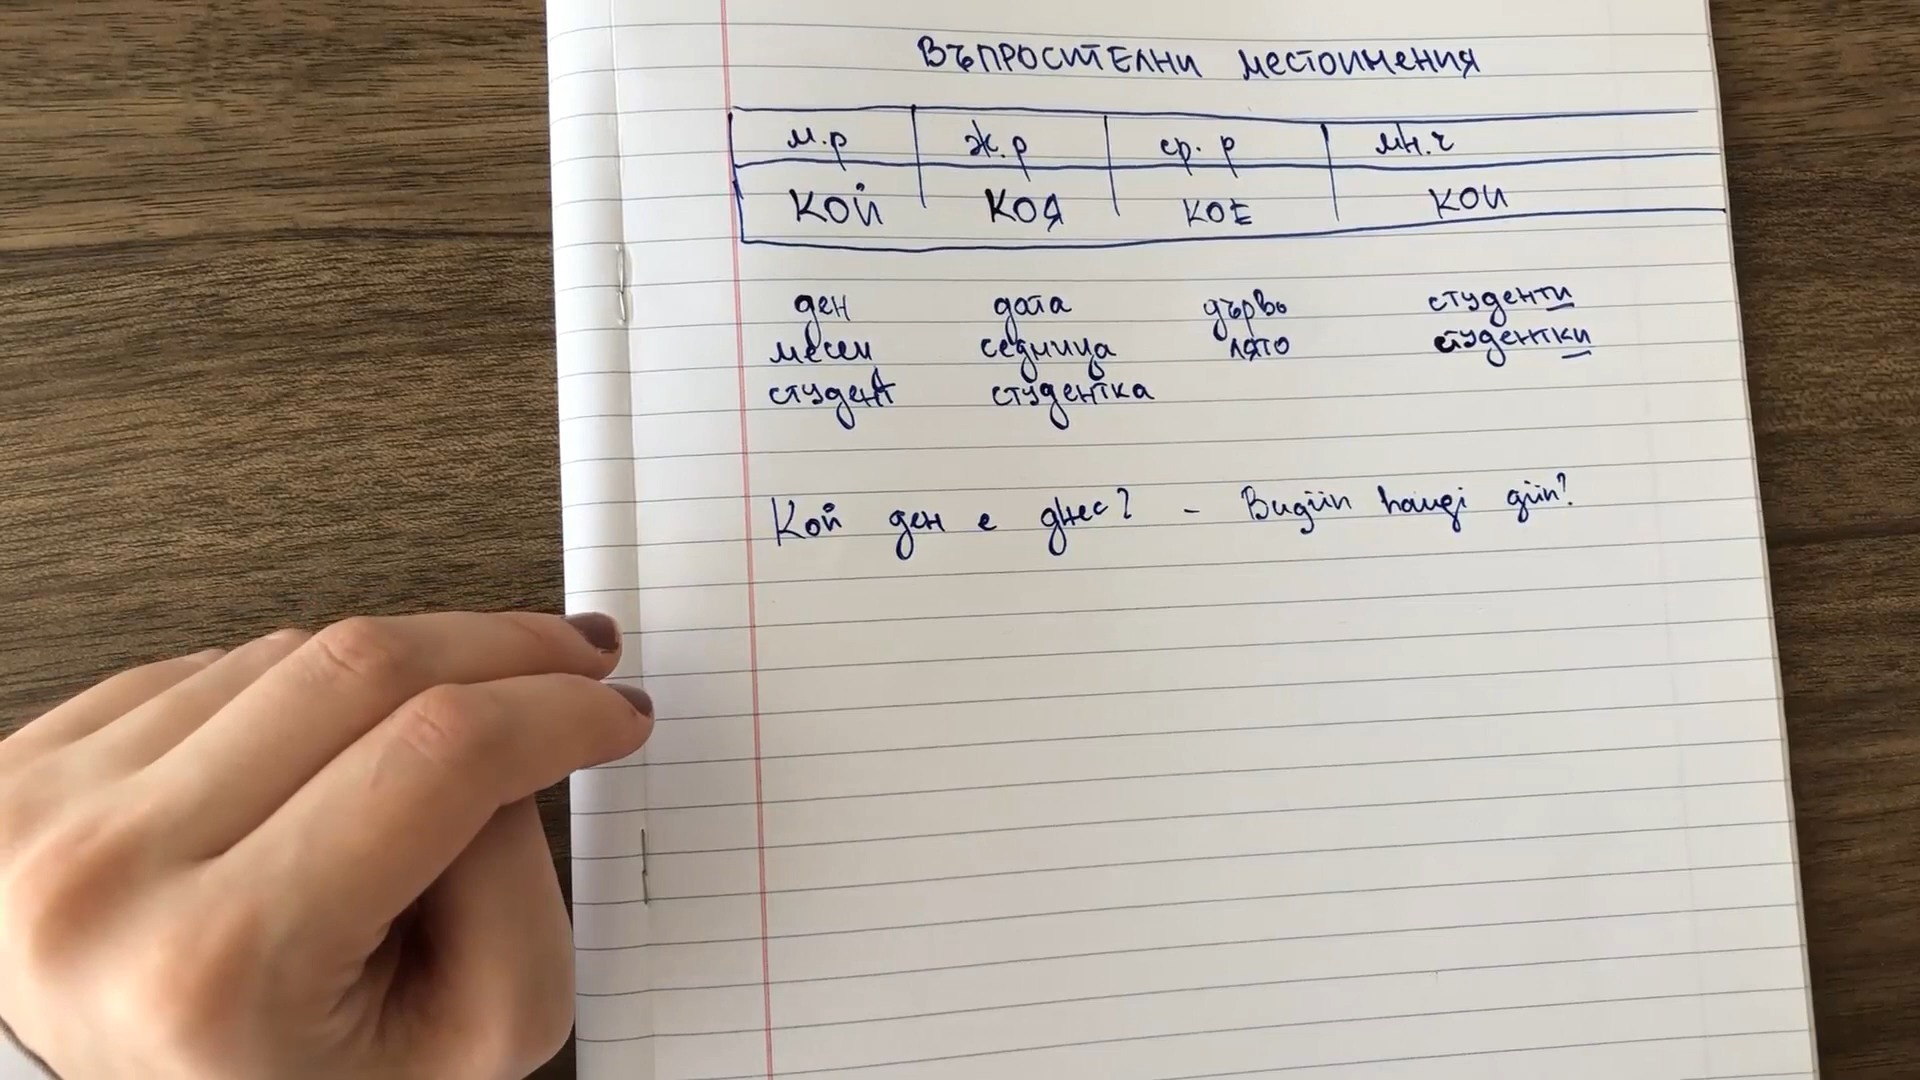 ВЪПРОСИТЕЛНИ местоимения
м.р ж.р ср.р мн.ч
КОЙ КОЯ КОЕ КОИ
ден дата дърво студенти
месец седмица лято студентки
студент студентка
Кой ден е днес? - Bugün hangi gün?